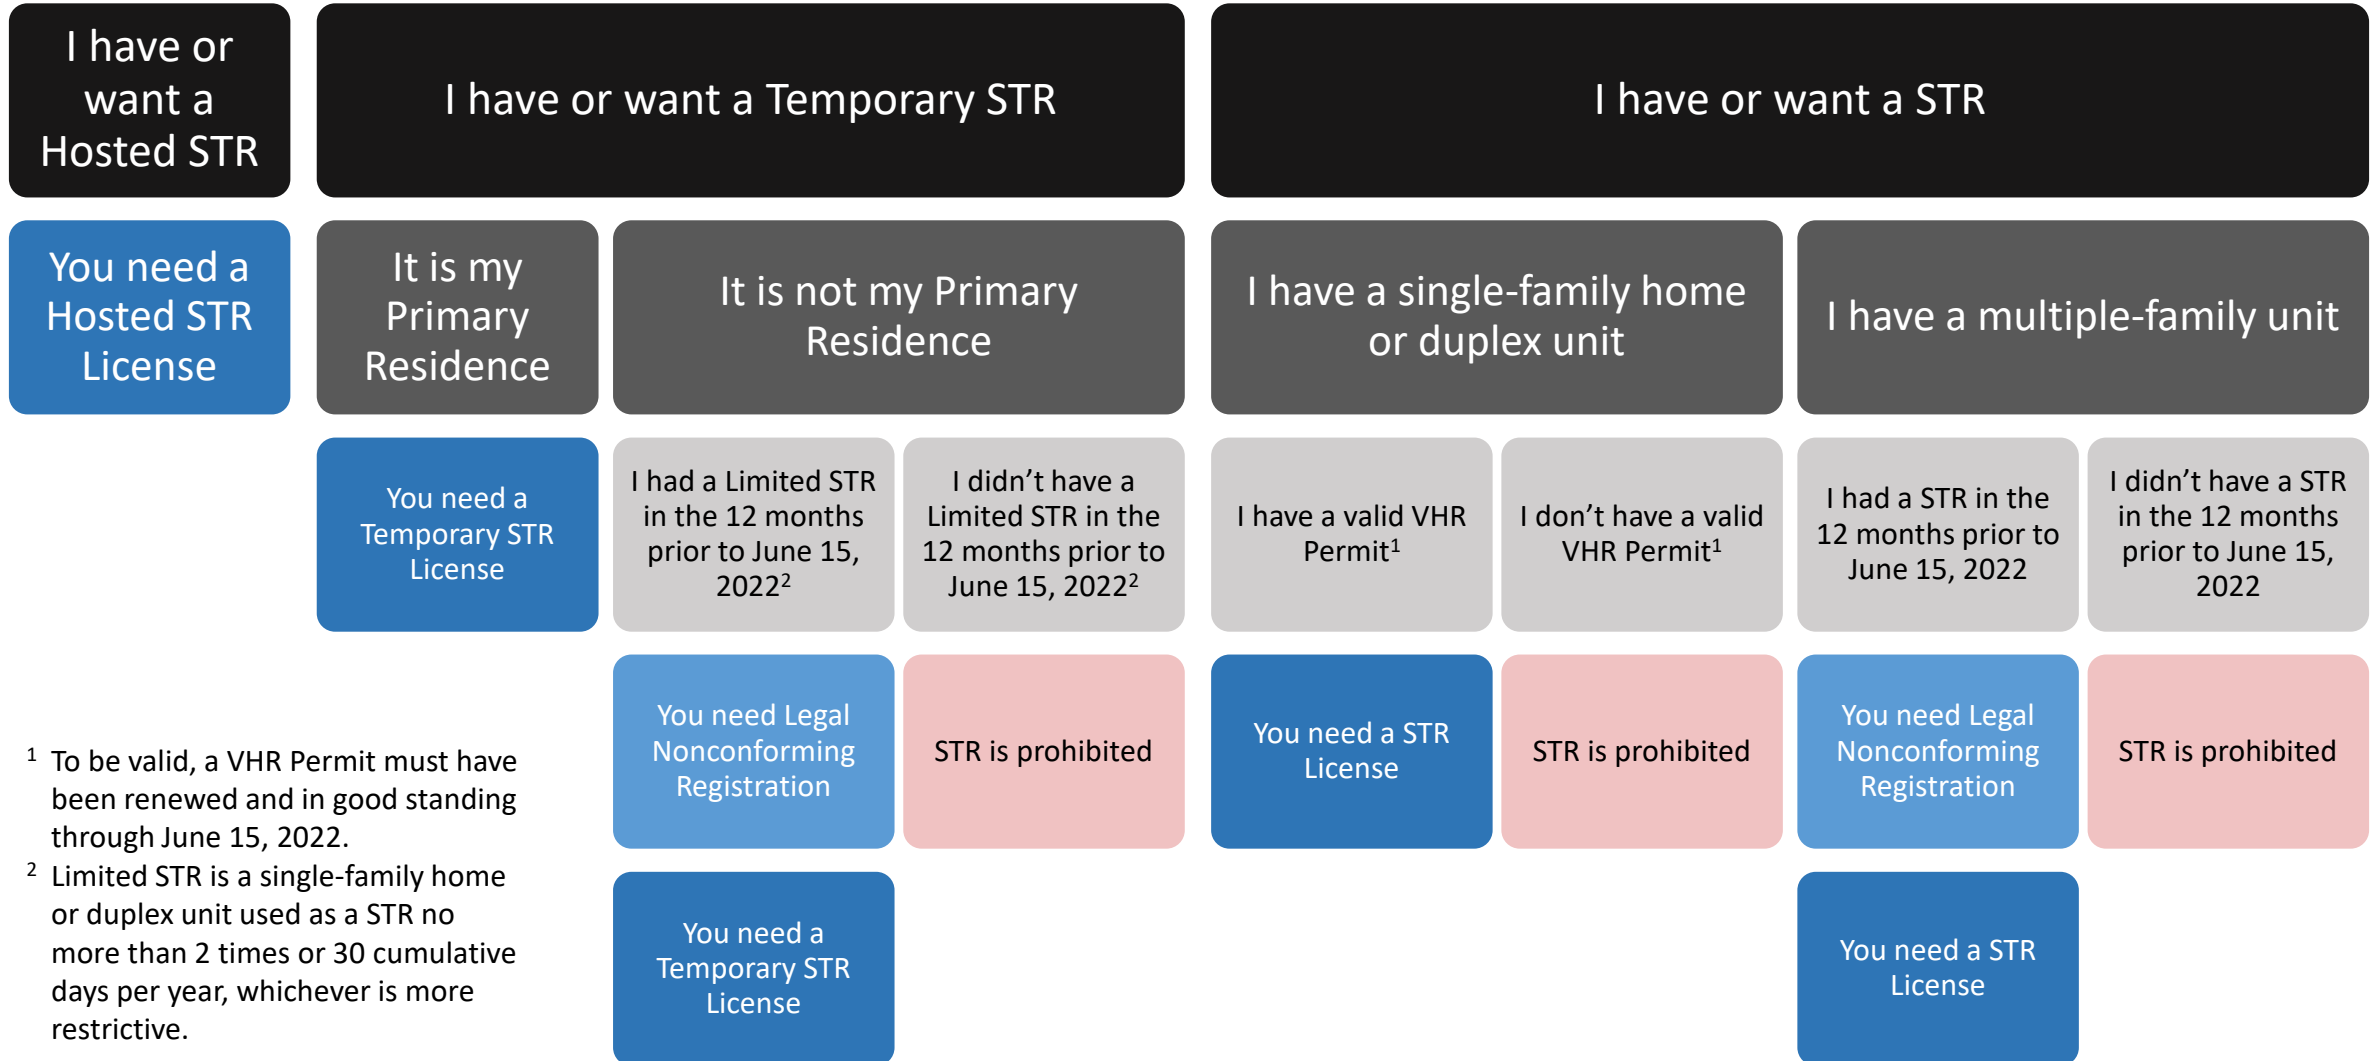 I have or
want a
Hosted STR
I have or want a Temporary STR
I have or want a STR
You need a
Hosted STR
License
It is my
Primary
Residence
It is not my Primary
Residence
I have a single-family home
or duplex unit
I have a multiple-family unit
You need a
Temporary STR
License
I had a Limited STR
in the 12 months
prior to June 15,
2022²
I didn’t have a
Limited STR in the
12 months prior to
June 15, 2022²
I have a valid VHR
Permit¹
I don’t have a valid
VHR Permit¹
I had a STR in the
12 months prior to
June 15, 2022
I didn’t have a STR
in the 12 months
prior to June 15,
2022
You need Legal
Nonconforming
Registration
STR is prohibited
You need a STR
License
STR is prohibited
You need Legal
Nonconforming
Registration
STR is prohibited
You need a
Temporary STR
License
You need a STR
License
¹ To be valid, a VHR Permit must have
been renewed and in good standing
through June 15, 2022.
² Limited STR is a single-family home
or duplex unit used as a STR no
more than 2 times or 30 cumulative
days per year, whichever is more
restrictive.